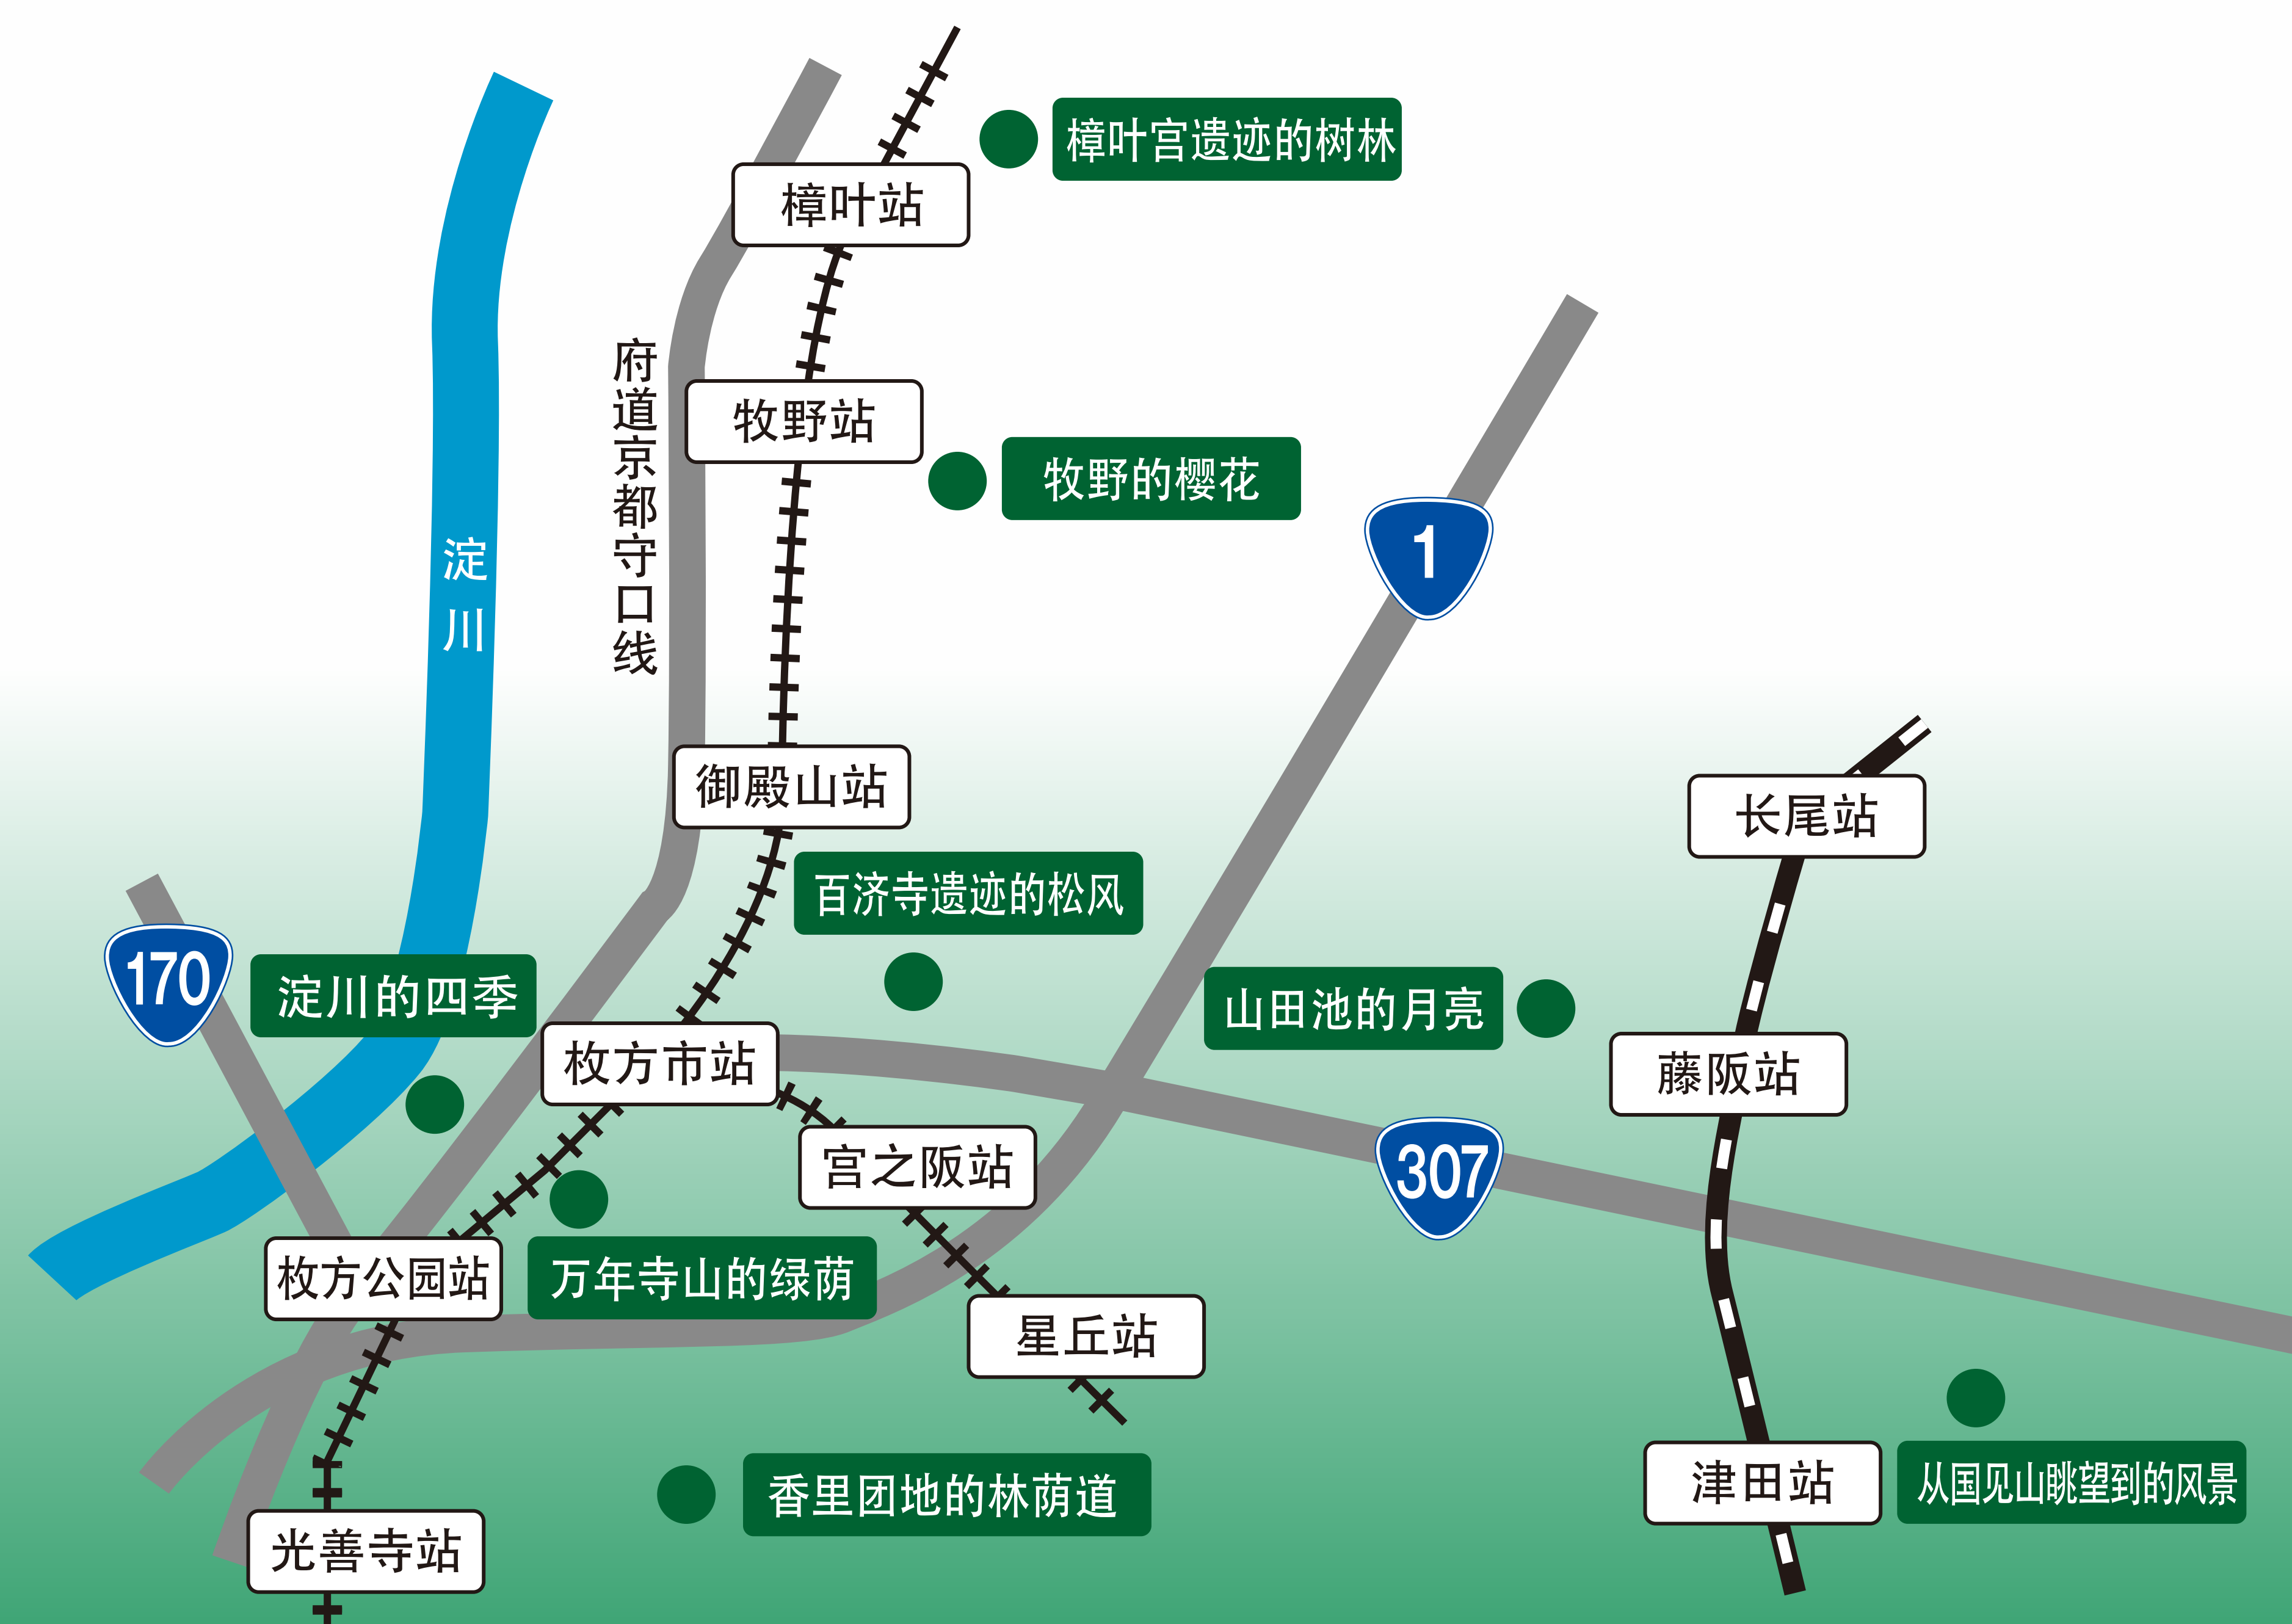 樟叶宫遗迹的树林
樟叶站
府道京都守口线
牧野站
牧野的樱花
淀川
1
御殿山站
长尾站
百济寺遗迹的松风
170
淀川的四季
山田池的月亮
枚方市站
藤阪站
宫之阪站
307
枚方公园站
万年寺山的绿荫
星丘站
香里团地的林荫道
津田站
从国见山眺望到的风景
光善寺站